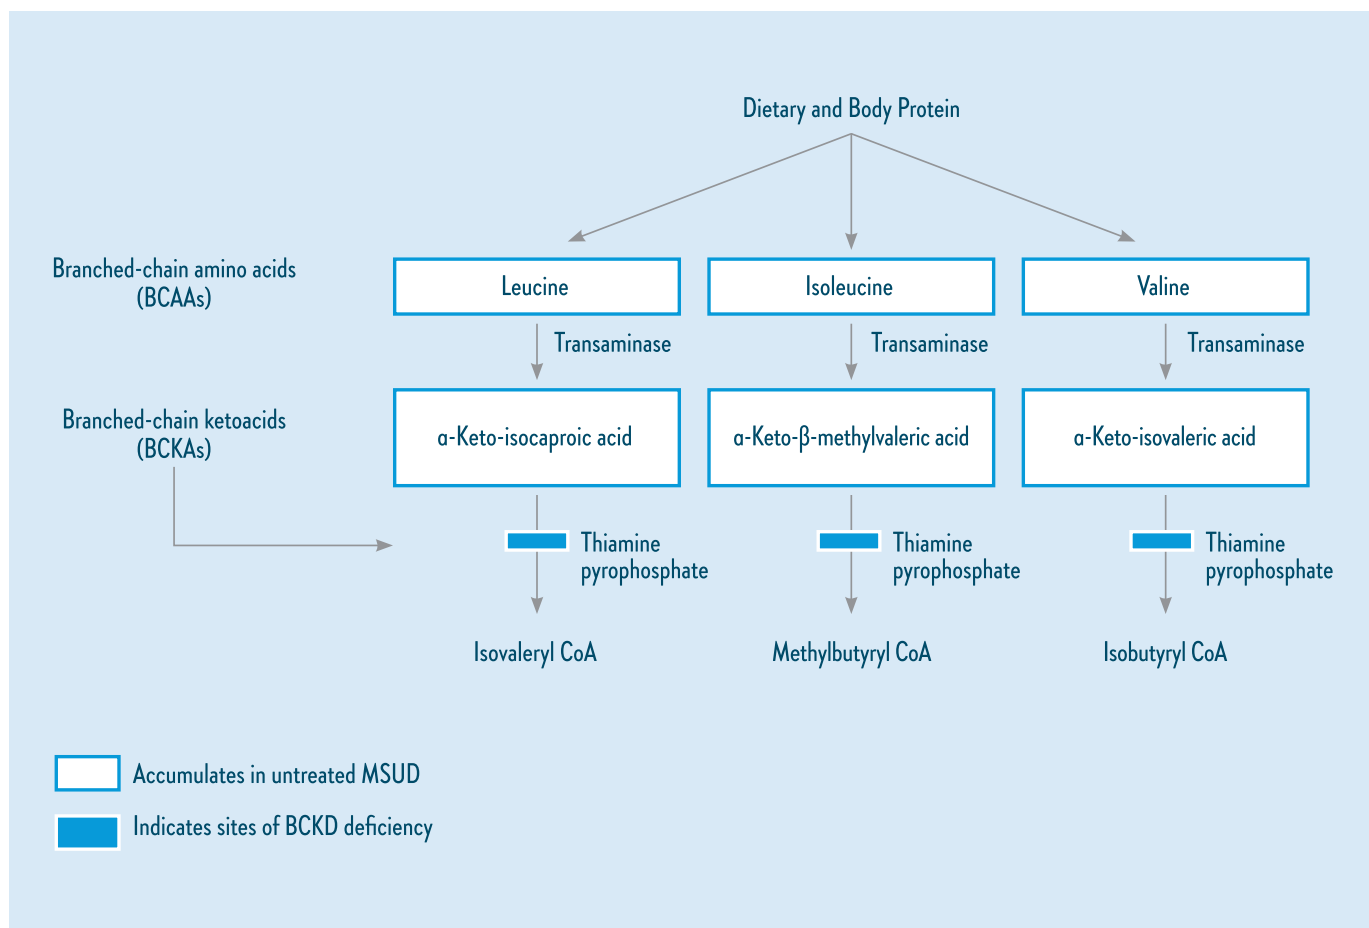 Dietary and Body Protein
Branched-chain amino acids
(BCAAs)
Leucine
Isoleucine
Valine
Transaminase
Transaminase
Transaminase
Branched-chain ketoacids
(BCKAs)
α-Keto-isocaproic acid
α-Keto-β-methylvaleric acid
α-Keto-isovaleric acid
Thiamine
pyrophosphate
Thiamine
pyrophosphate
Thiamine
pyrophosphate
Isovaleryl CoA
Methylbutyryl CoA
Isobutyryl CoA
Accumulates in untreated MSUD
Indicates sites of BCKD deficiency